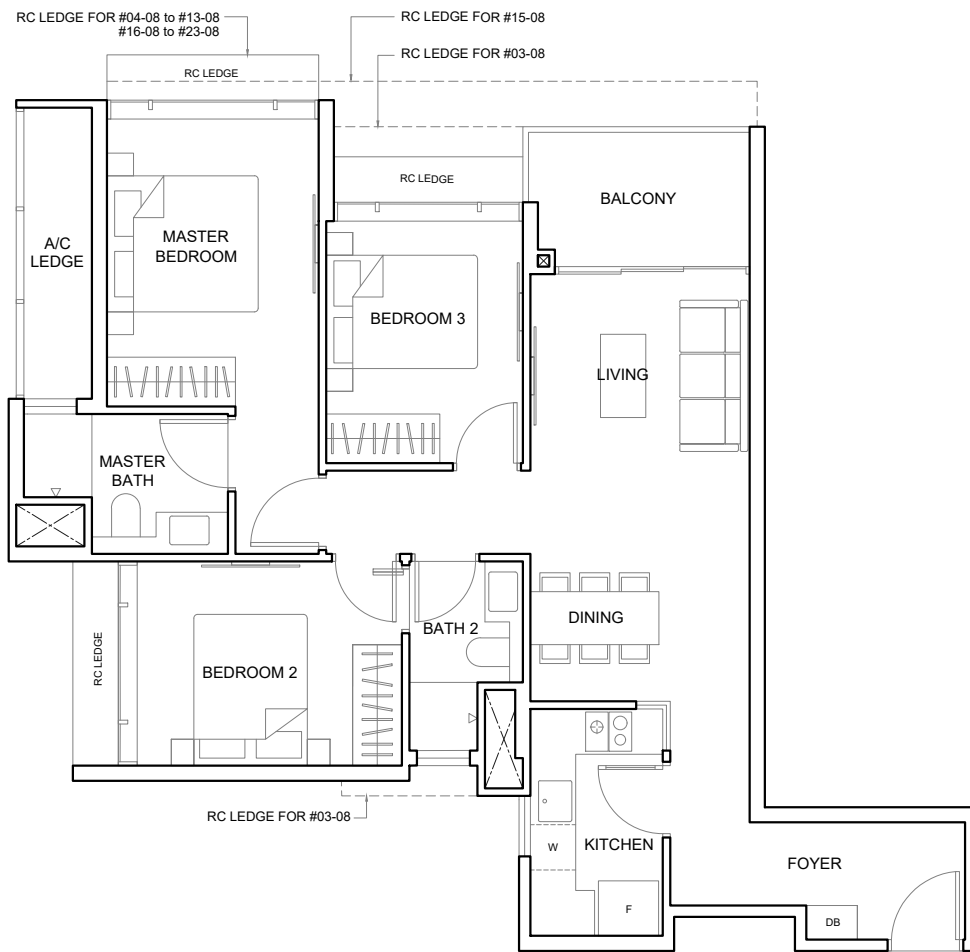 RC LEDGE FOR #04-08 to #13-08
#16-08 to #23-08
RC LEDGE FOR #15-08
RC LEDGE FOR #03-08
RC LEDGE
RC LEDGE
BALCONY
A/C
LEDGE
MASTER
BEDROOM
BEDROOM 3
LIVING
MASTER
BATH
DINING
BATH 2
RC LEDGE
BEDROOM 2
RC LEDGE FOR #03-08
W
KITCHEN
FOYER
F
DB